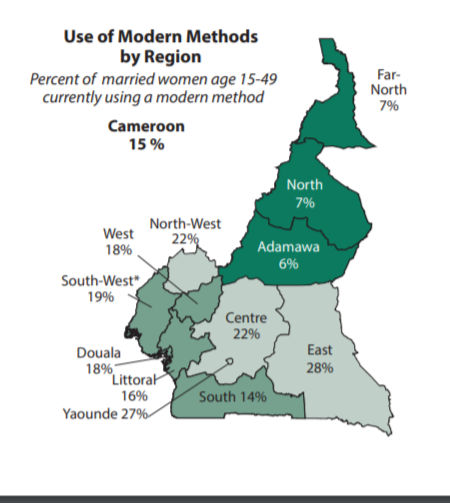 Use of Modern Methods
by Region
Percent of married women age 15-49
currently using a modern method
Cameroon
15 %
Far-
North
7%
North
7%
Adamawa
6%
North-West
22%
West
18%
South-West*
19%
Centre
22%
East
28%
Douala
18%
Littoral
16%
Yaounde 27%
South 14%